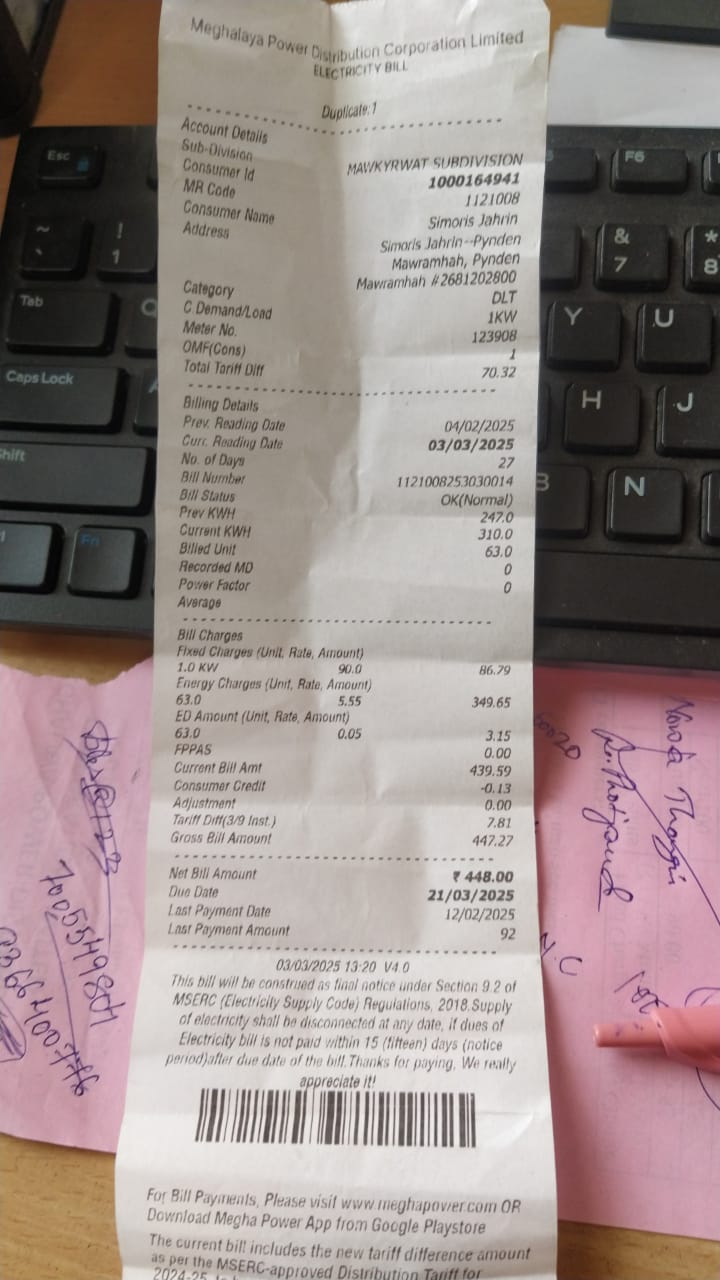 Meghalaya Power Distribution Corporation Limited
ELECTRICITY BILL
Duplicate:1
Account Details
Sub-Division MAWKYRWAT SUBDIVISION
Consumer Id 1000164941
MR Code 1121008
Consumer Name Simoris Jahrin
Address Simoris Jahrin--Pynden
Mawramhah, Pynden
Mawramhah #2681202800
Category DLT
C.Demand/Load 1KW
Meter No. 123908
OMF(Cons) 1
Total Tariff Diff 70.32
Billing Details
Prev. Reading Date 04/02/2025
Curr. Reading Date 03/03/2025
No. of Days 27
Bill Number 1121008253030014
Bill Status OK(Normal)
Prev KWH 247.0
Current KWH 310.0
Billed Unit 63.0
Recorded MD 0
Power Factor 0
Average
Bill Charges
Fixed Charges (Unit, Rate, Amount)
1.0 KW 90.0 86.79
Energy Charges (Unit, Rate, Amount)
63.0 5.55 349.65
ED Amount (Unit, Rate, Amount)
63.0 0.05 3.15
FPPAS 0.00
Current Bill Amt 439.59
Consumer Credit -0.13
Adjustment 0.00
Tariff Diff(3/9 Inst.) 7.81
Gross Bill Amount 447.27
Net Bill Amount ₹ 448.00
Due Date 21/03/2025
Last Payment Date 12/02/2025
Last Payment Amount 92
03/03/2025 13:20 V4.0
This bill will be construed as final notice under Section 9.2 of
MSERC (Electricity Supply Code) Regulations, 2018.Supply
of electricity shall be disconnected at any date, if dues of
Electricity bill is not paid within 15 (fifteen) days (notice
period)after due date of the bill.Thanks for paying, We really
appreciate it!
For Bill Payments, Please visit www.meghapower.com OR
Download Megha Power App from Google Playstore
The current bill includes the new tariff difference amount
as per the MSERC-approved Distribution Tariff for
2024-25
Esc
F6
~
!
1
&
7
*
8
Tab
Q
Y
U
Caps Lock
A
H
J
Shift
B
N
Fn
7005549804